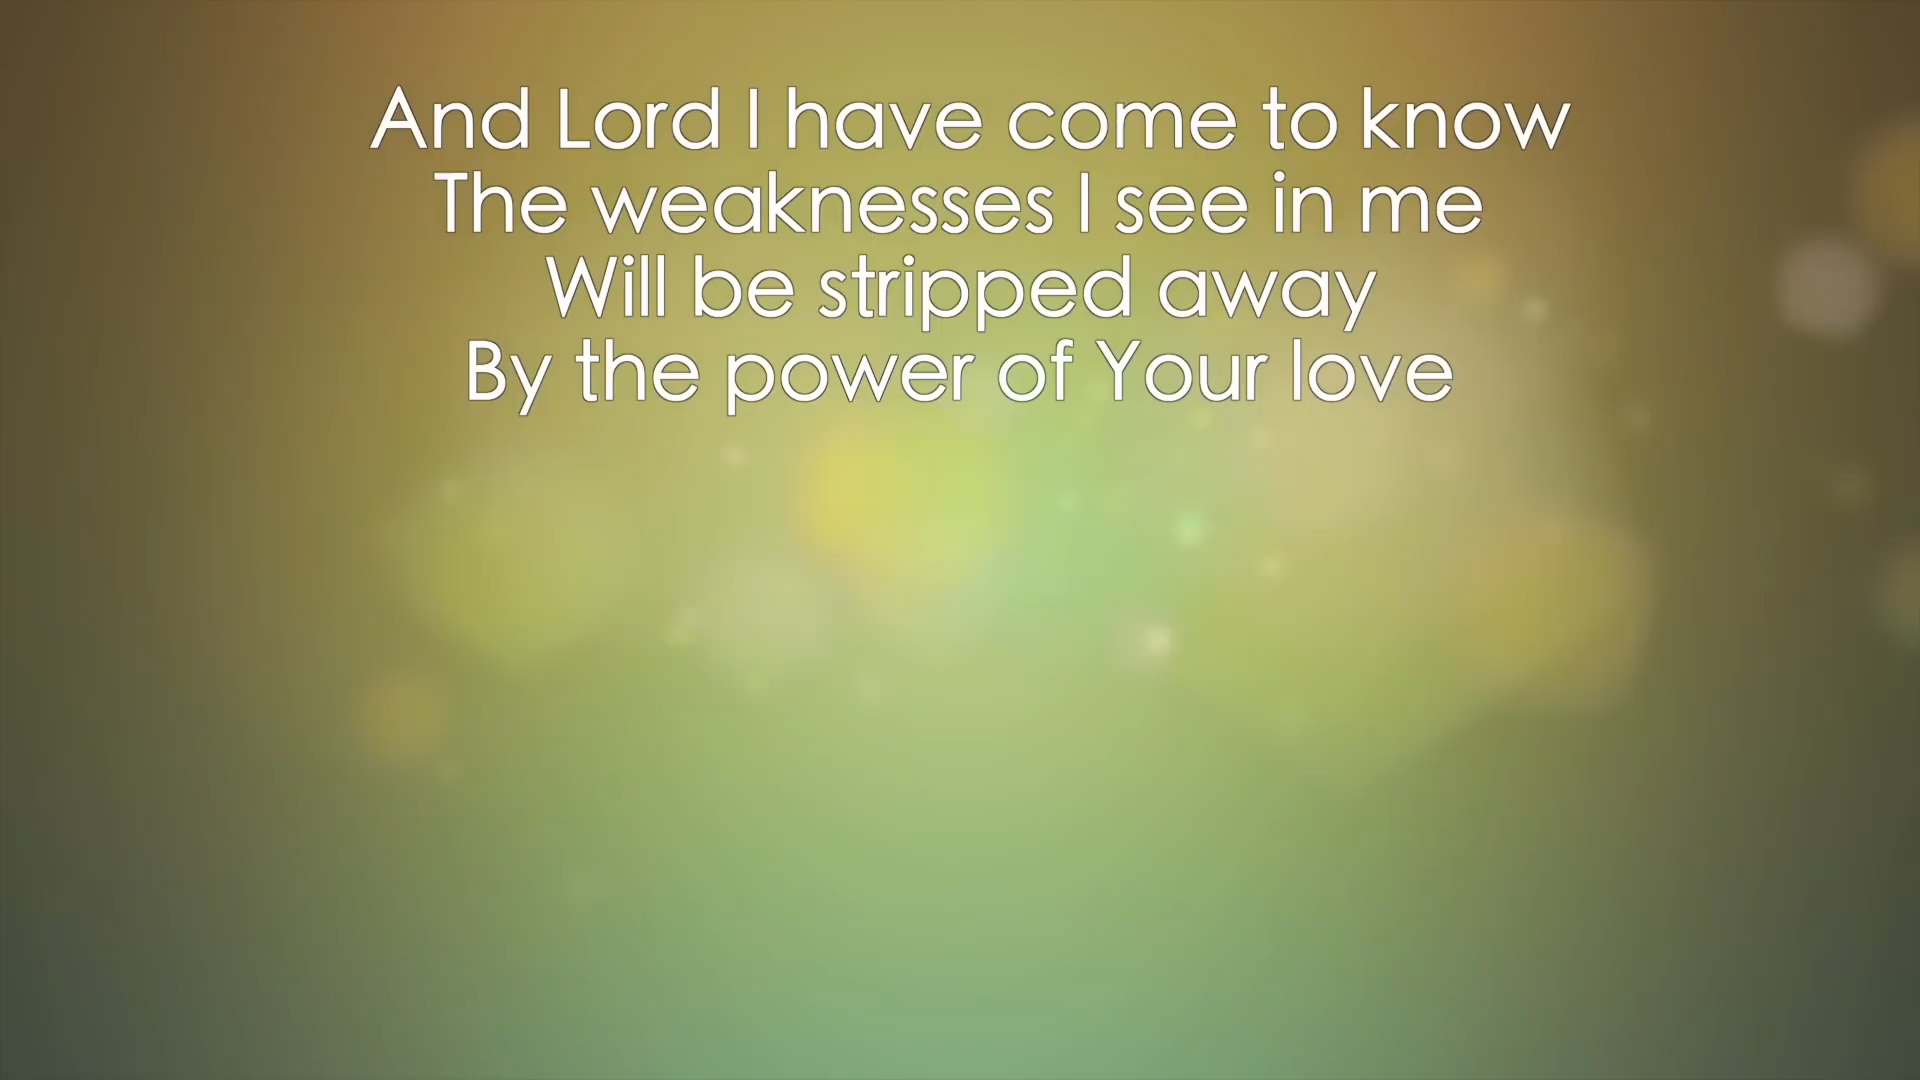 And Lord I have come to know
The weaknesses I see in me
Will be stripped away
By the power of Your love